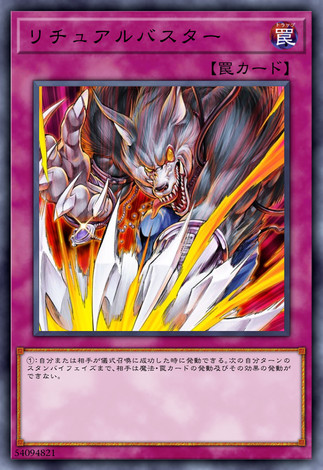 リチュアルバスター
トラップ
罠
【罠カード】
①:自分または相手が儀式召喚に成功した時に発動できる。次の自分ターンの
スタンバイフェイズまで、相手は魔法・罠カードの発動及びその効果の発動が
できない。
54094821